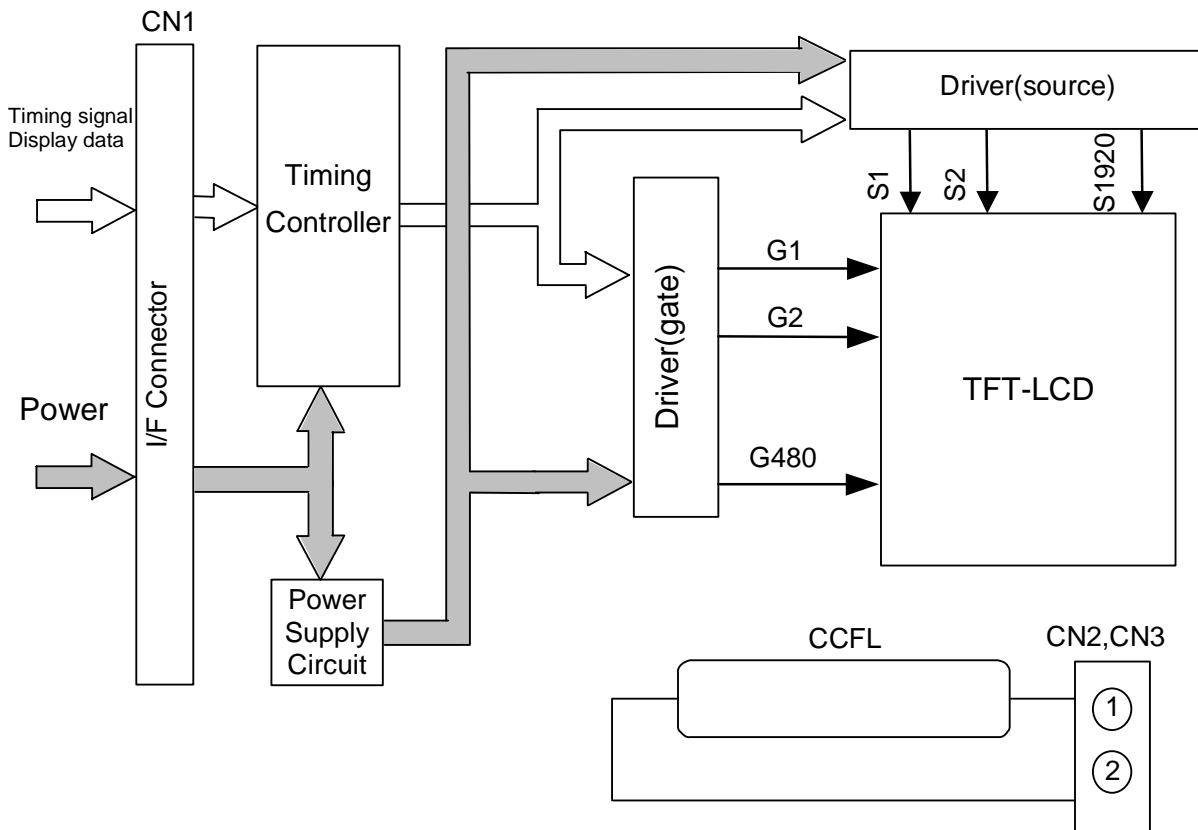 CN1
Timing signal
Display data
Power
I/F Connector
Timing
Controller
Power
Supply
Circuit
Driver(source)
S1
S2
S1920
Driver(gate)
G1
G2
G480
TFT-LCD
CCFL
CN2,CN3
1
2